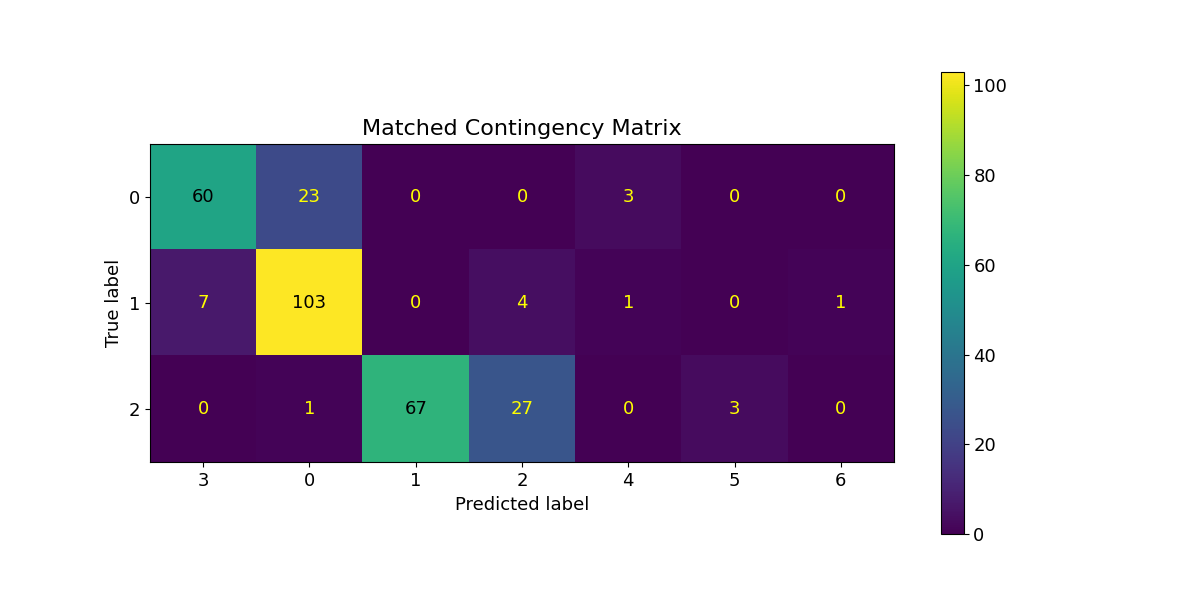 Matched Contingency Matrix
100
80
60
40
20
0
True label
0 60 23 0 0 3 0 0
1 7 103 0 4 1 0 1
2 0 1 67 27 0 3 0
3 0 1 2 4 5 6
Predicted label